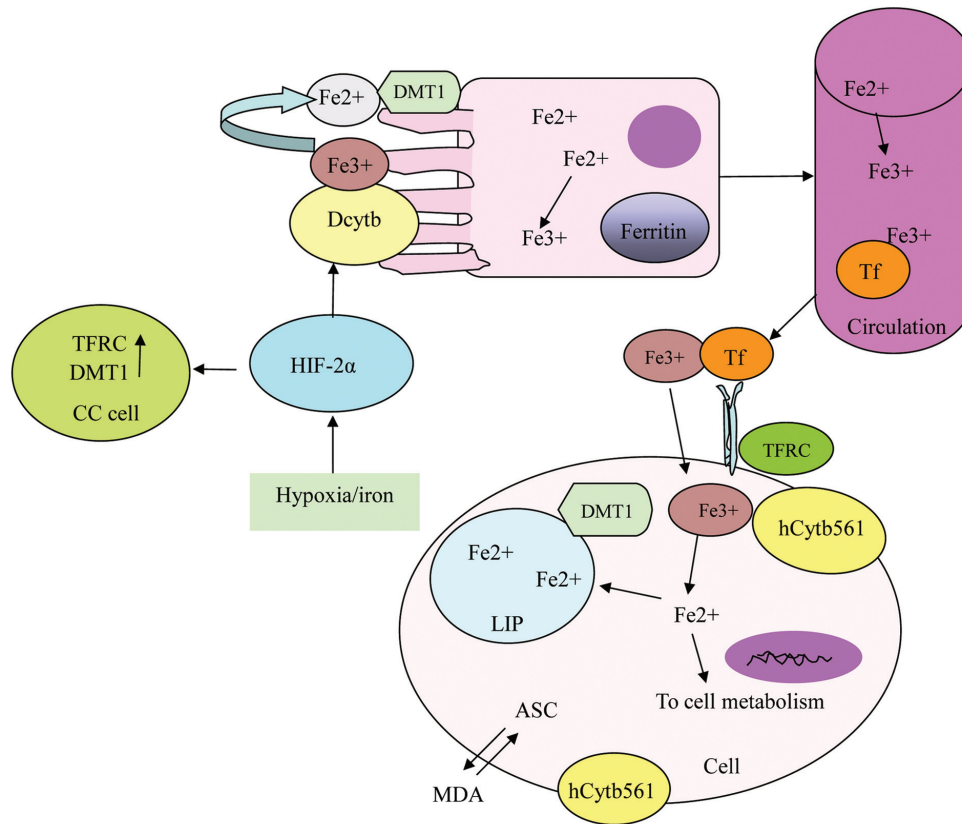 Fe2+
DMT1
Fe3+
Dcytb
Fe2+
Fe2+
Fe3+
Ferritin
Fe2+
Fe3+
Fe3+
Tf
Circulation
TFRC
DMT1
CC cell
HIF-2α
Hypoxia/iron
Fe3+
Tf
TFRC
DMT1
Fe3+
hCytb561
Fe2+
Fe2+
LIP
Fe2+
To cell metabolism
ASC
MDA
Cell
hCytb561